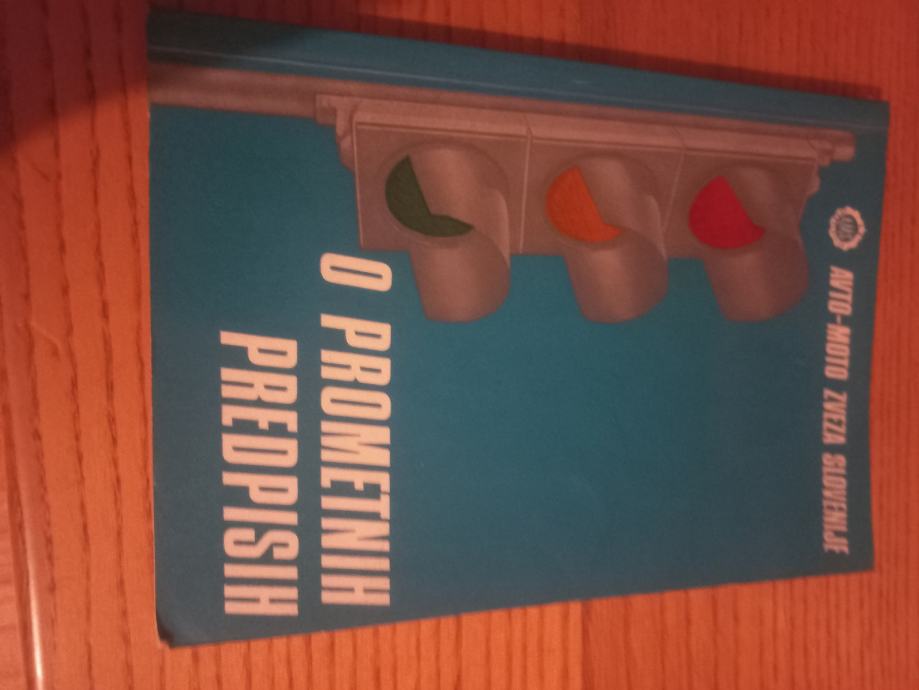 AVTO-MOTO ZVEZA SLOVENIJE
O PROMETNIH
PREDPISIH